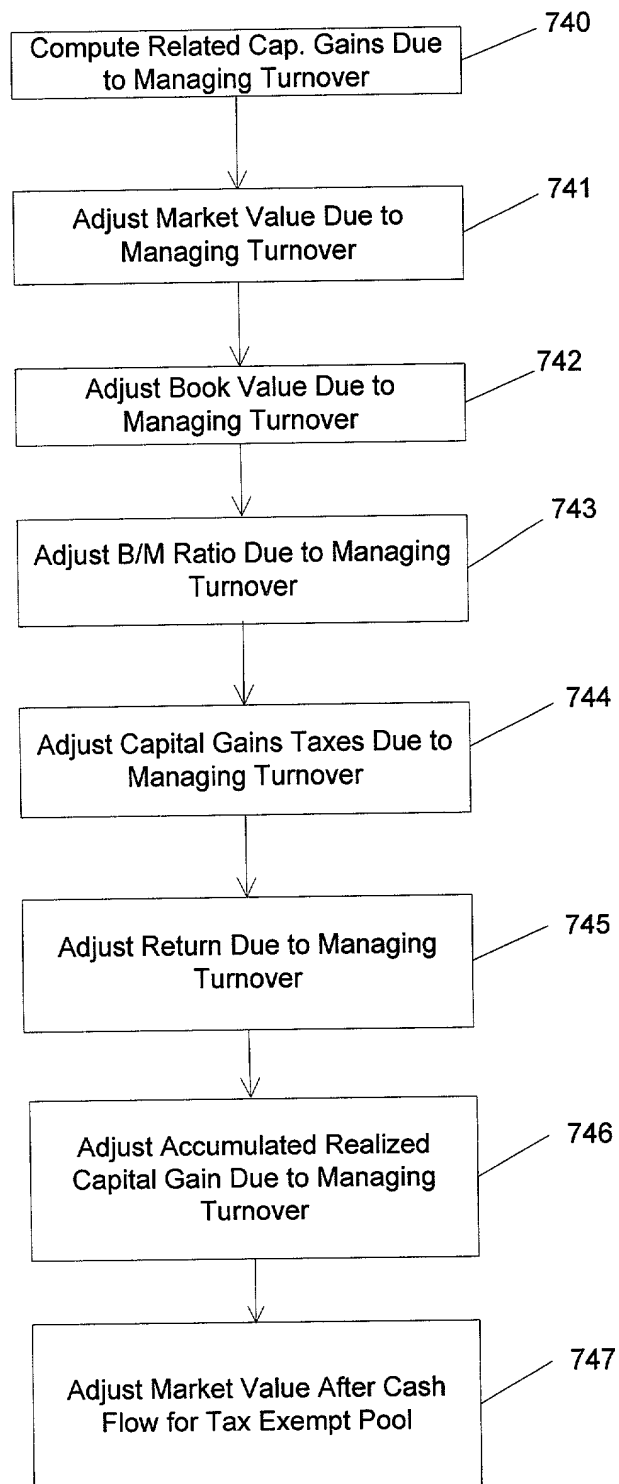 740
Compute Related Cap. Gains Due
to Managing Turnover
741
Adjust Market Value Due to
Managing Turnover
742
Adjust Book Value Due to
Managing Turnover
743
Adjust B/M Ratio Due to Managing
Turnover
744
Adjust Capital Gains Taxes Due to
Managing Turnover
745
Adjust Return Due to Managing
Turnover
746
Adjust Accumulated Realized
Capital Gain Due to Managing
Turnover
747
Adjust Market Value After Cash
Flow for Tax Exempt Pool